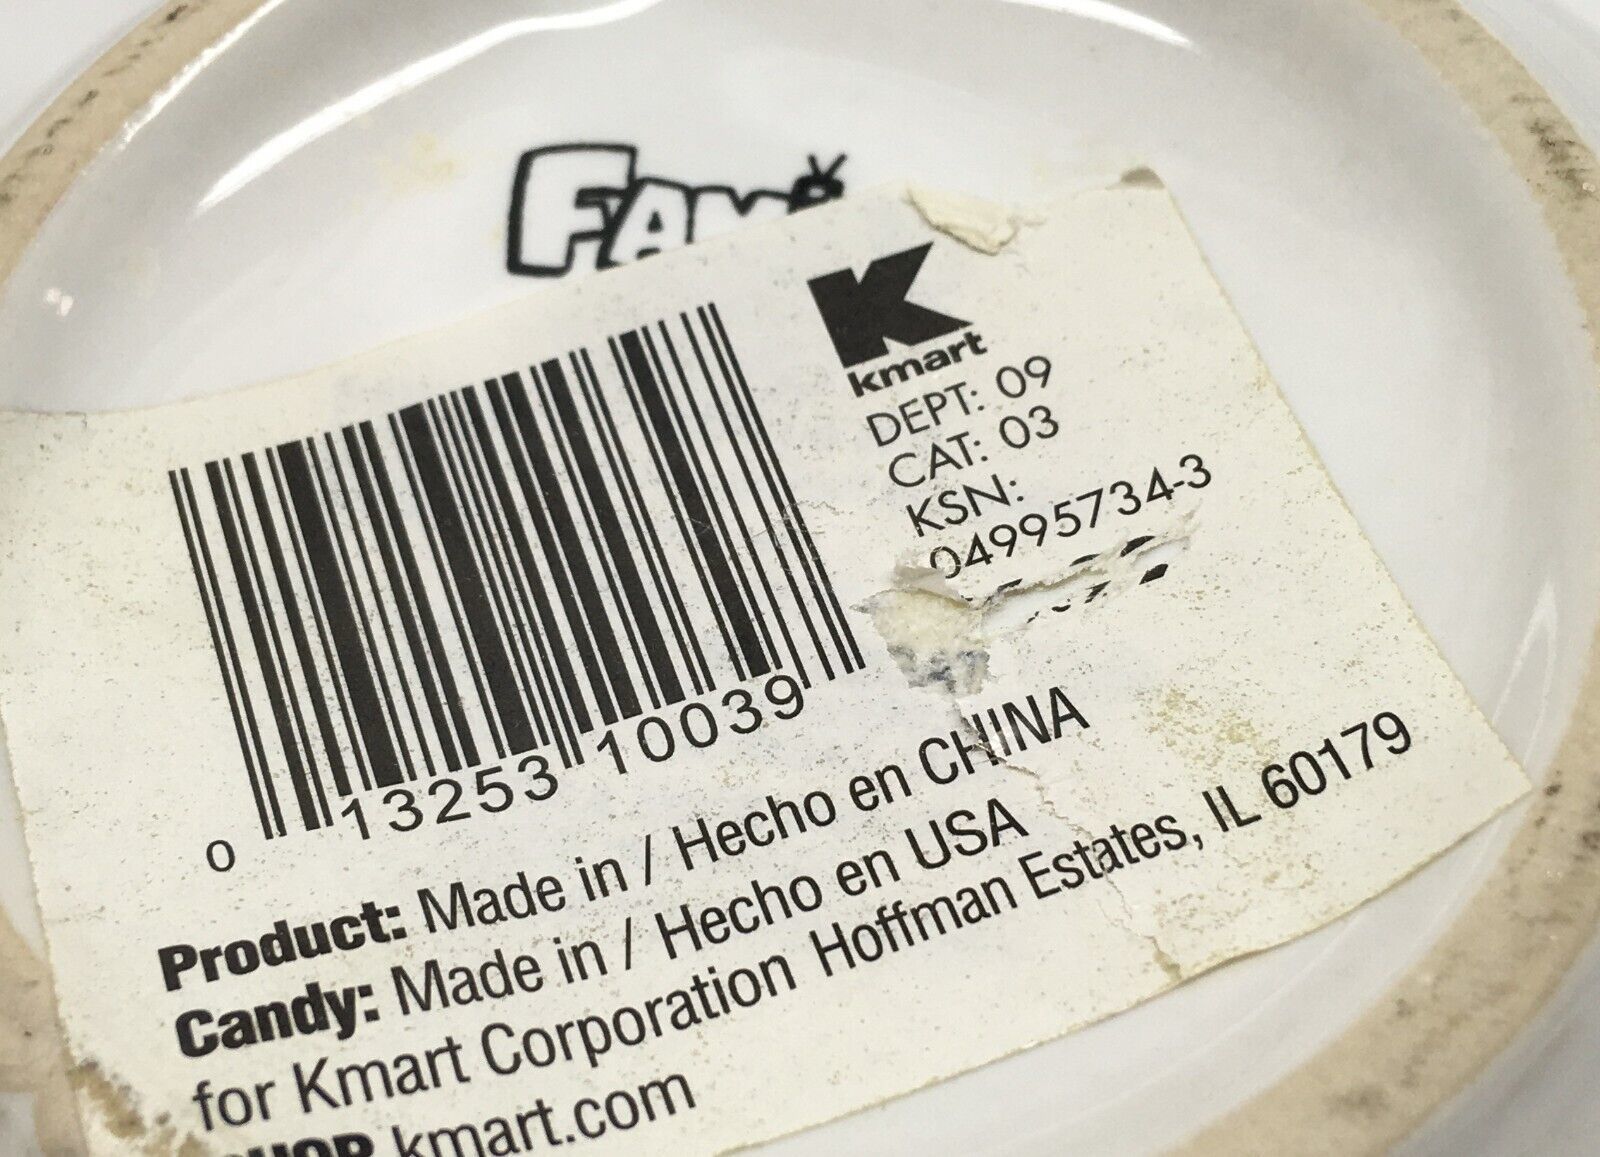 kmart
DEPT: 09
CAT: 03
KSN:
04995734-3
0 13253 10039
Product: Made in / Hecho en CHINA
Candy: Made in / Hecho en USA
for Kmart Corporation Hoffman Estates, IL 60179
SHOP kmart.com